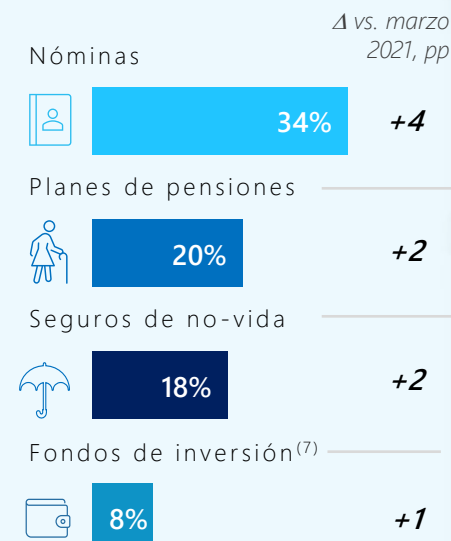 Δ vs. marzo
2021, pp
Nóminas
34% +4
Planes de pensiones
20% +2
Seguros de no-vida
18% +2
Fondos de inversión(7)
8% +1